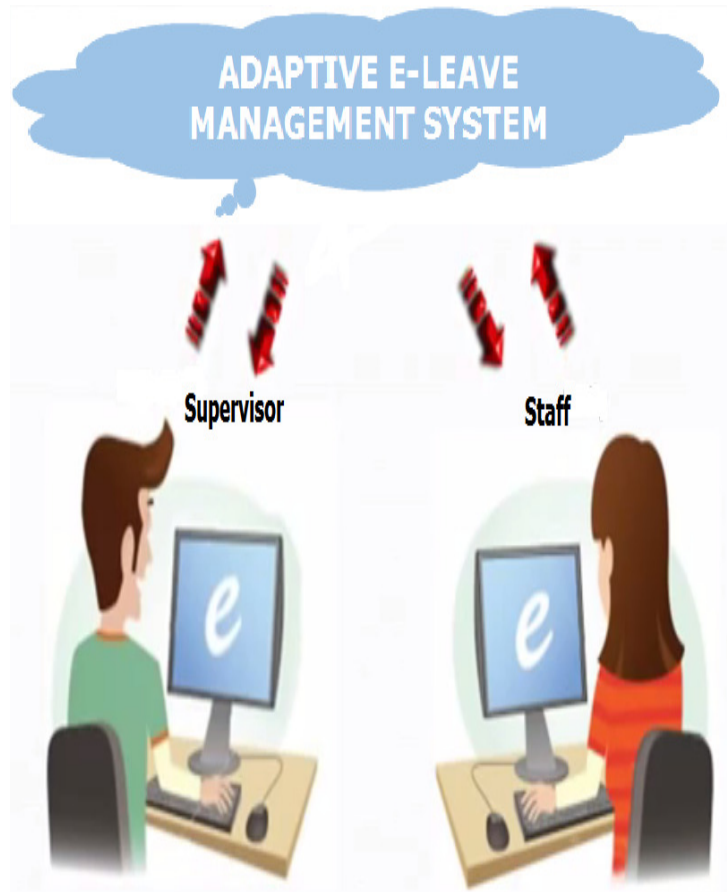 ADAPTIVE E-LEAVE
MANAGEMENT SYSTEM
Supervisor
Staff
e
e